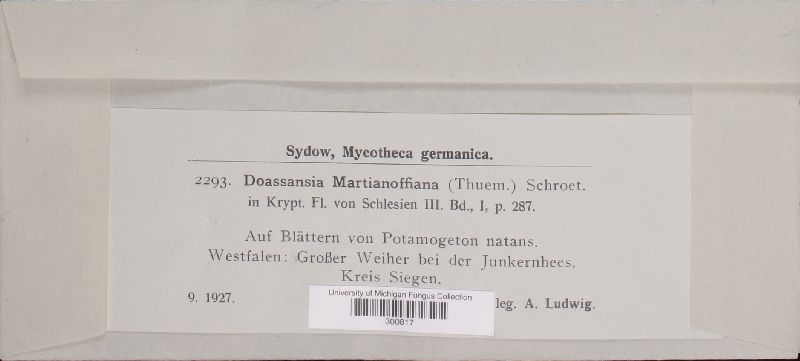 Sydow, Mycotheca germanica.
2293. Doassansia Martianoffiana (Thuem.) Schroet.
in Krypt. Fl. von Schlesien III. Bd., I, p. 287.
Auf Blättern von Potamogeton natans.
Westfalen: Großer Weiher bei der Junkernhees,
Kreis Siegen.
9. 1927. leg. A. Ludwig.
University of Michigan Fungus Collection
300817